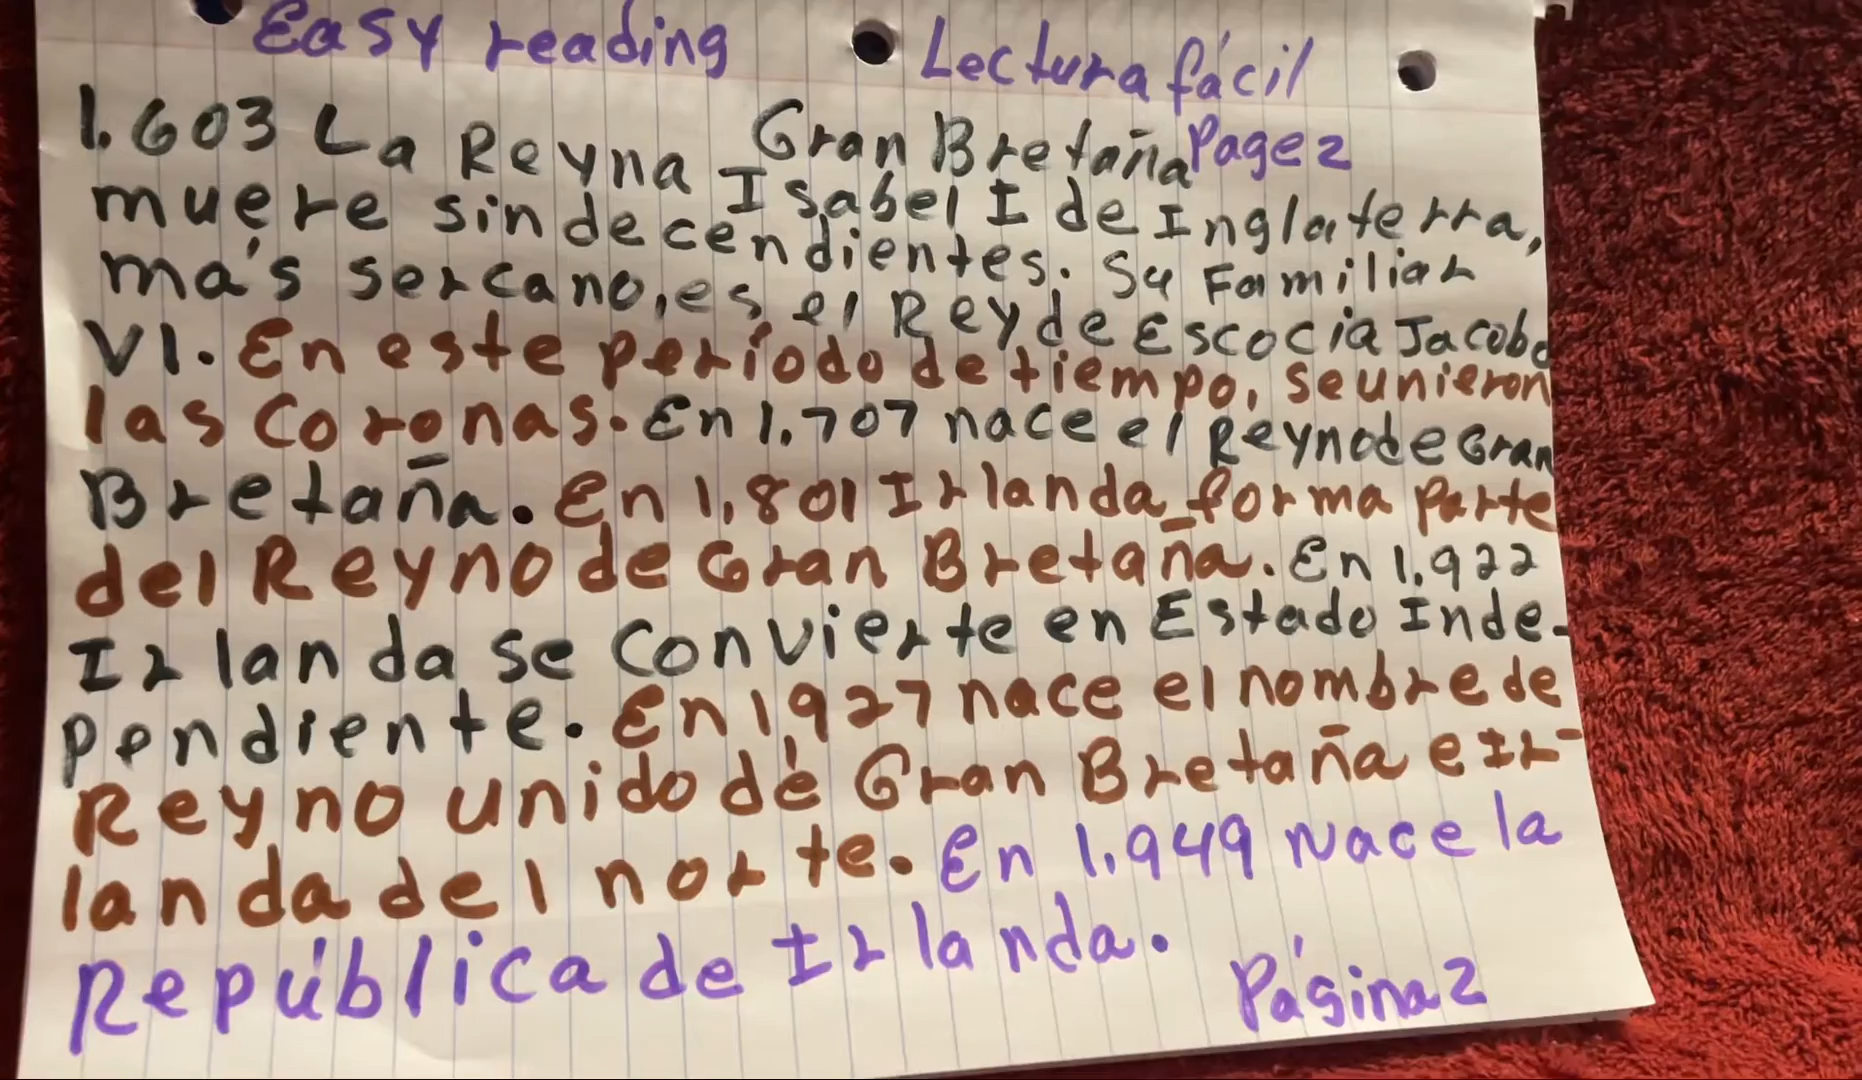 Easy reading
Lectura fácil
Gran Bretaña Page 2
1.603 La Reyna Isabel I de Inglaterra,
muere sin decendientes. Su Familiar
más sercano, es el Rey de Escocia Jacobo
VI. En este período de tiempo, se unieron
las Coronas. En 1.707 nace el Reyno de Gran
Bretaña. En 1,801 Irlanda forma parte
del Reyno de Gran Bretaña. En 1,922
Irlanda se Convierte en Estado Inde-
pendiente. En 1927 nace el nombre de
Reyno unido de Gran Bretaña e Ir-
landa del norte. En 1.949 Nace la
República de Irlanda.
Página 2